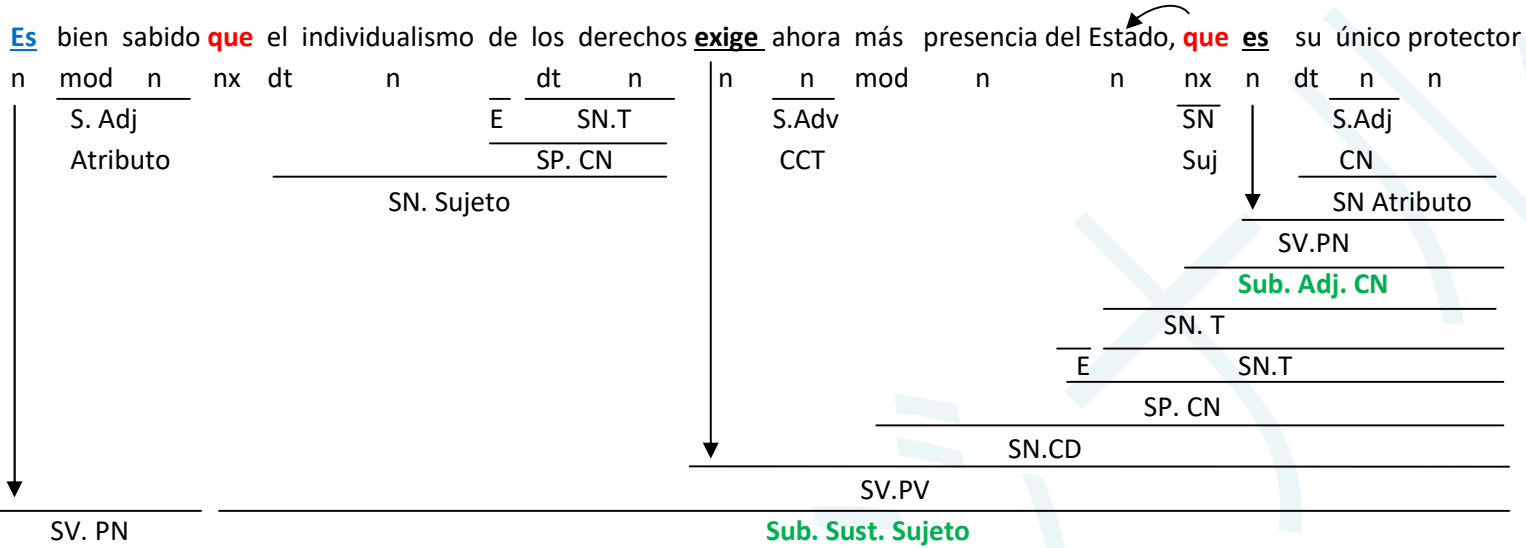 Es bien sabido que el individualismo de los derechos exige ahora más presencia del Estado, que es su único protector
n mod n nx dt n dt n n n mod n n nx n dt n n
S. Adj E SN.T S.Adv SN S.Adj
Atributo SP. CN CCT Suj CN
SN. Sujeto SN Atributo
SV.PN
Sub. Adj. CN
SN. T
E SN.T
SP. CN
SN.CD
SV.PV
SV. PN Sub. Sust. Sujeto